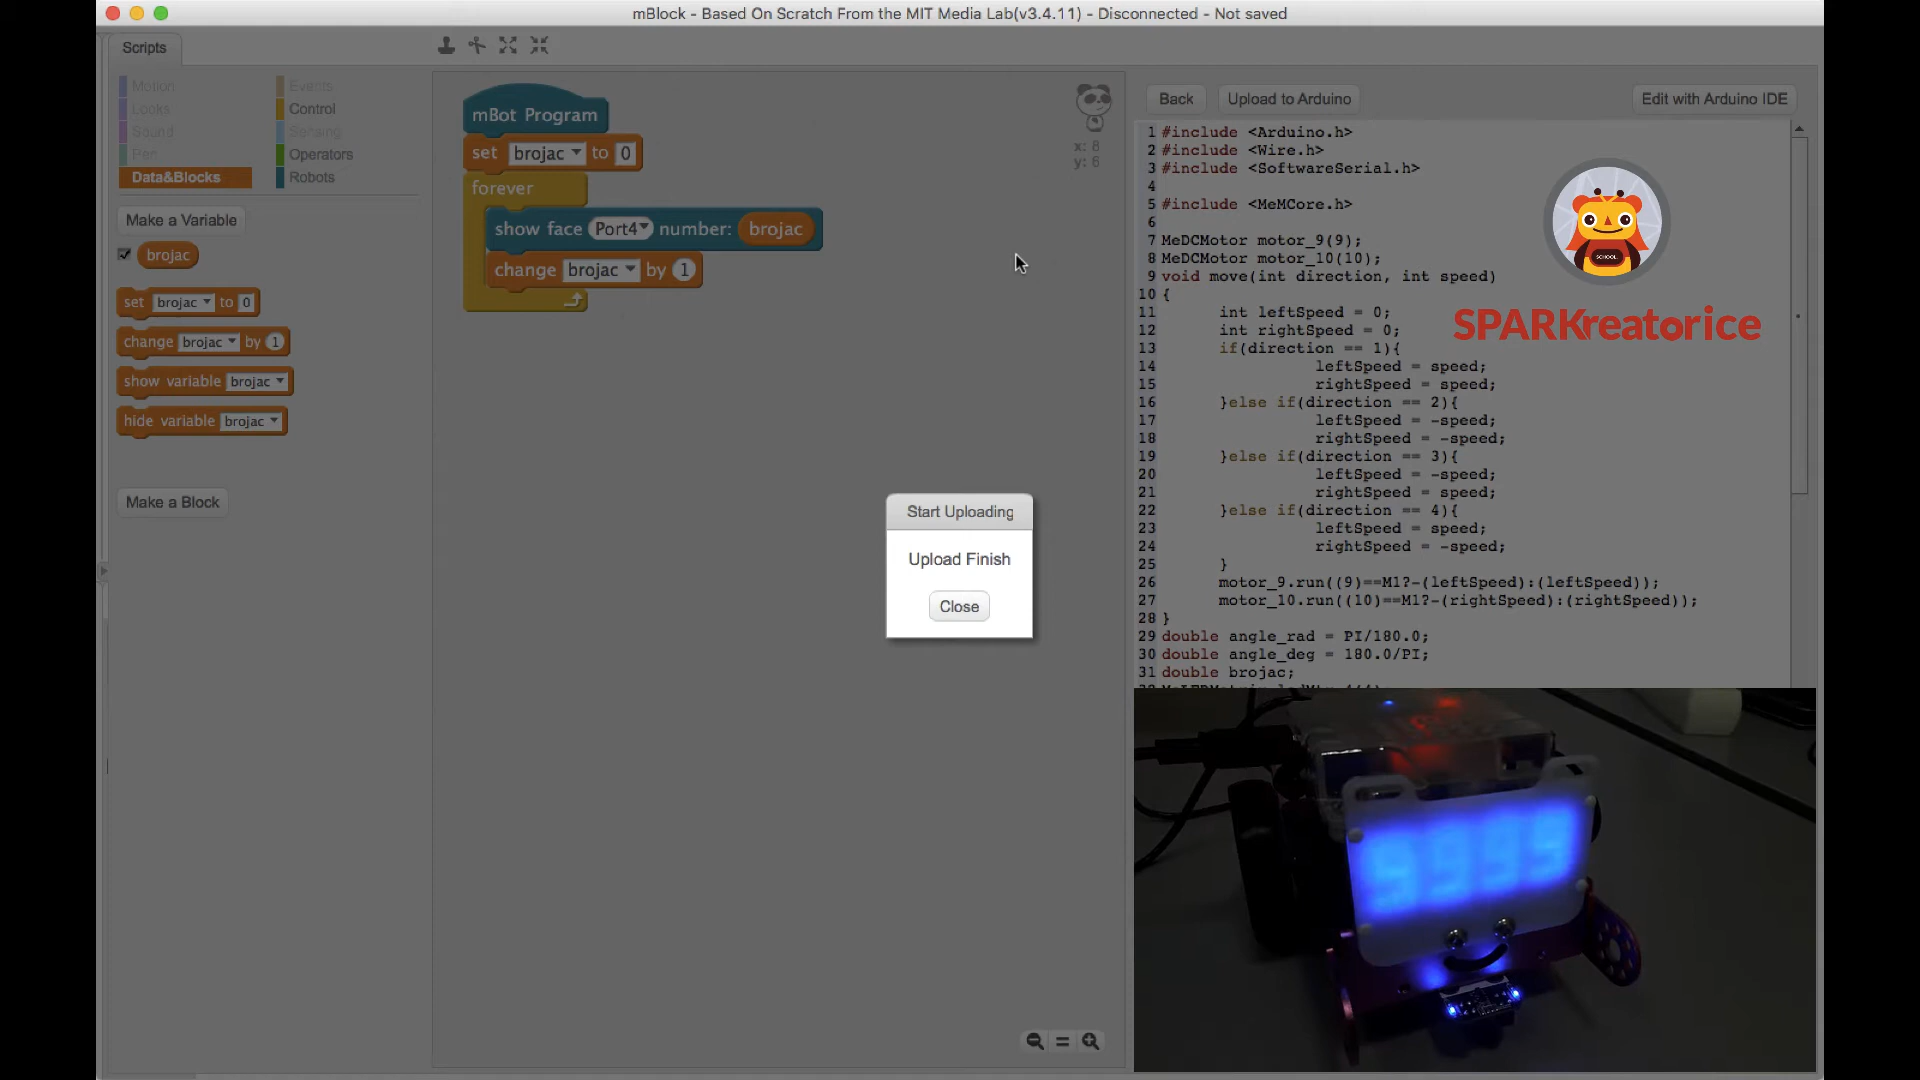 mBlock - Based On Scratch From the MIT Media Lab(v3.4.11) - Disconnected - Not saved
Scripts
Motion
Looks
Sound
Pen
Data&Blocks
Events
Control
Sensing
Operators
Robots
Make a Variable
brojac
set brojac to 0
change brojac by 1
show variable brojac
hide variable brojac
Make a Block
mBot Program
set brojac to 0
forever
show face Port4 number: brojac
change brojac by 1
x: 8
y: 6
Start Uploading
Upload Finish
Close
Back
Upload to Arduino
Edit with Arduino IDE
1 #include <Arduino.h>
2 #include <Wire.h>
3 #include <SoftwareSerial.h>
4
5 #include <MeMCore.h>
6
7 MeDCMotor motor_9(9);
8 MeDCMotor motor_10(10);
9 void move(int direction, int speed)
10 {
11 int leftSpeed = 0;
12 int rightSpeed = 0;
13 if(direction == 1){
14 leftSpeed = speed;
15 rightSpeed = speed;
16 }else if(direction == 2){
17 leftSpeed = -speed;
18 rightSpeed = -speed;
19 }else if(direction == 3){
20 leftSpeed = -speed;
21 rightSpeed = speed;
22 }else if(direction == 4){
23 leftSpeed = speed;
24 rightSpeed = -speed;
25 }
26 motor_9.run((9)==M1?-(leftSpeed):(leftSpeed));
27 motor_10.run((10)==M1?-(rightSpeed):(rightSpeed));
28 }
29 double angle_rad = PI/180.0;
30 double angle_deg = 180.0/PI;
31 double brojac;
SCHOOL
SPARKreatorice
9999